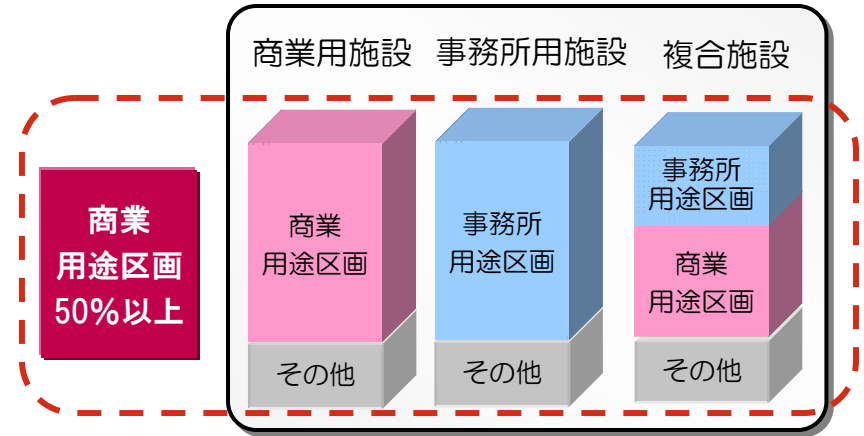 商業用施設
事務所用施設
複合施設
商業
用途区画
50%以上
商業
用途区画
その他
事務所
用途区画
その他
事務所
用途区画
商業
用途区画
その他